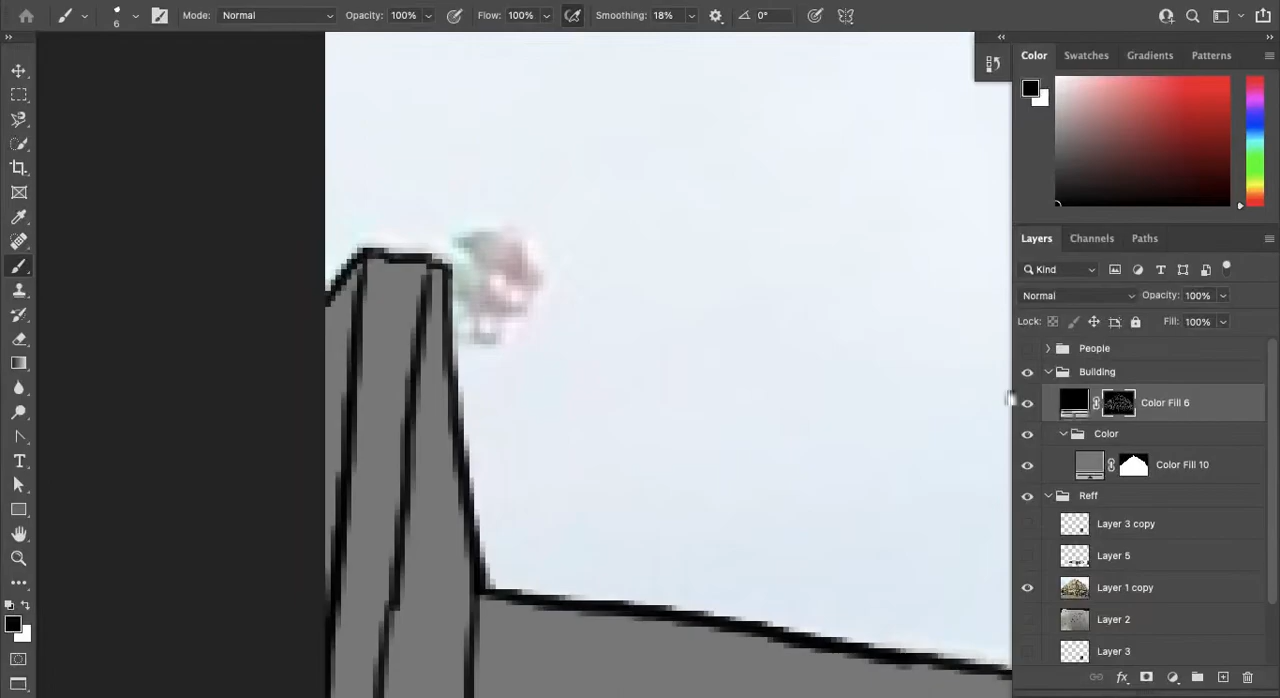 6 Mode: Normal Opacity: 100% Flow: 100% Smoothing: 18% 0°
Color Swatches Gradients Patterns
Layers Channels Paths
Kind
Normal Opacity: 100%
Lock: Fill: 100%
People
Building
Color Fill 6
Color
Color Fill 10
Reff
Layer 3 copy
Layer 5
Layer 1 copy
Layer 2
Layer 3